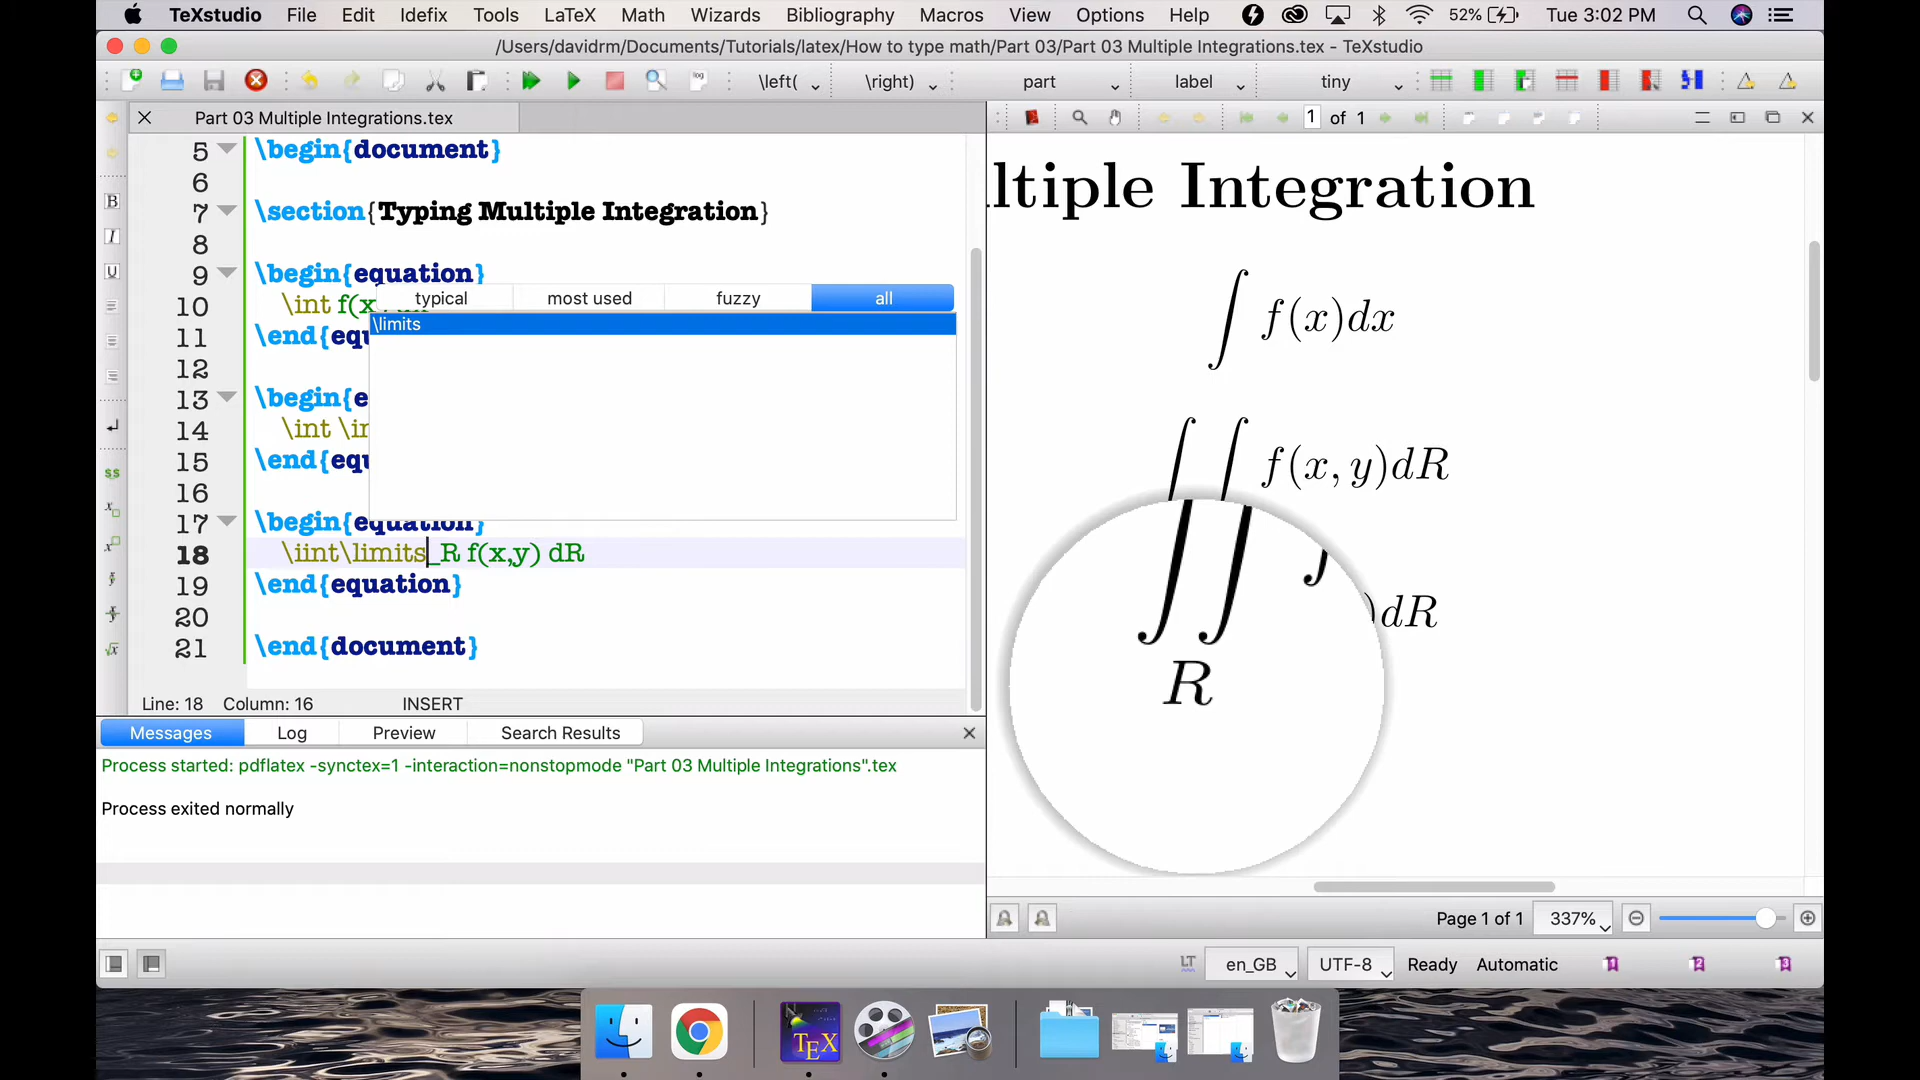 TeXstudio File Edit Idefix Tools LaTeX Math Wizards Bibliography Macros View Options Help 52% Tue 3:02 PM
/Users/davidrm/Documents/Tutorials/latex/How to type math/Part 03/Part 03 Multiple Integrations.tex - TeXstudio
log \left( \right) part label tiny
Part 03 Multiple Integrations.tex
1 of 1
5 \begin{document}
6
7 \section{Typing Multiple Integration}
8
9 \begin{equation}
10 \int f(x
typical most used fuzzy all
\limits
11 \end{equ
12
13 \begin{e
14 \int \in
15 \end{equ
16
17 \begin{equation}
18 \iint\limits_R f(x,y) dR
19 \end{equation}
20
21 \end{document}
Line: 18 Column: 16 INSERT
ltiple Integration
∫ f(x)dx
∫∫ f(x, y)dR
)dR
∫∫
R
Page 1 of 1 337%
Messages Log Preview Search Results
Process started: pdflatex -synctex=1 -interaction=nonstopmode "Part 03 Multiple Integrations".tex
Process exited normally
LT en_GB UTF-8 Ready Automatic 1 2 3
TEX